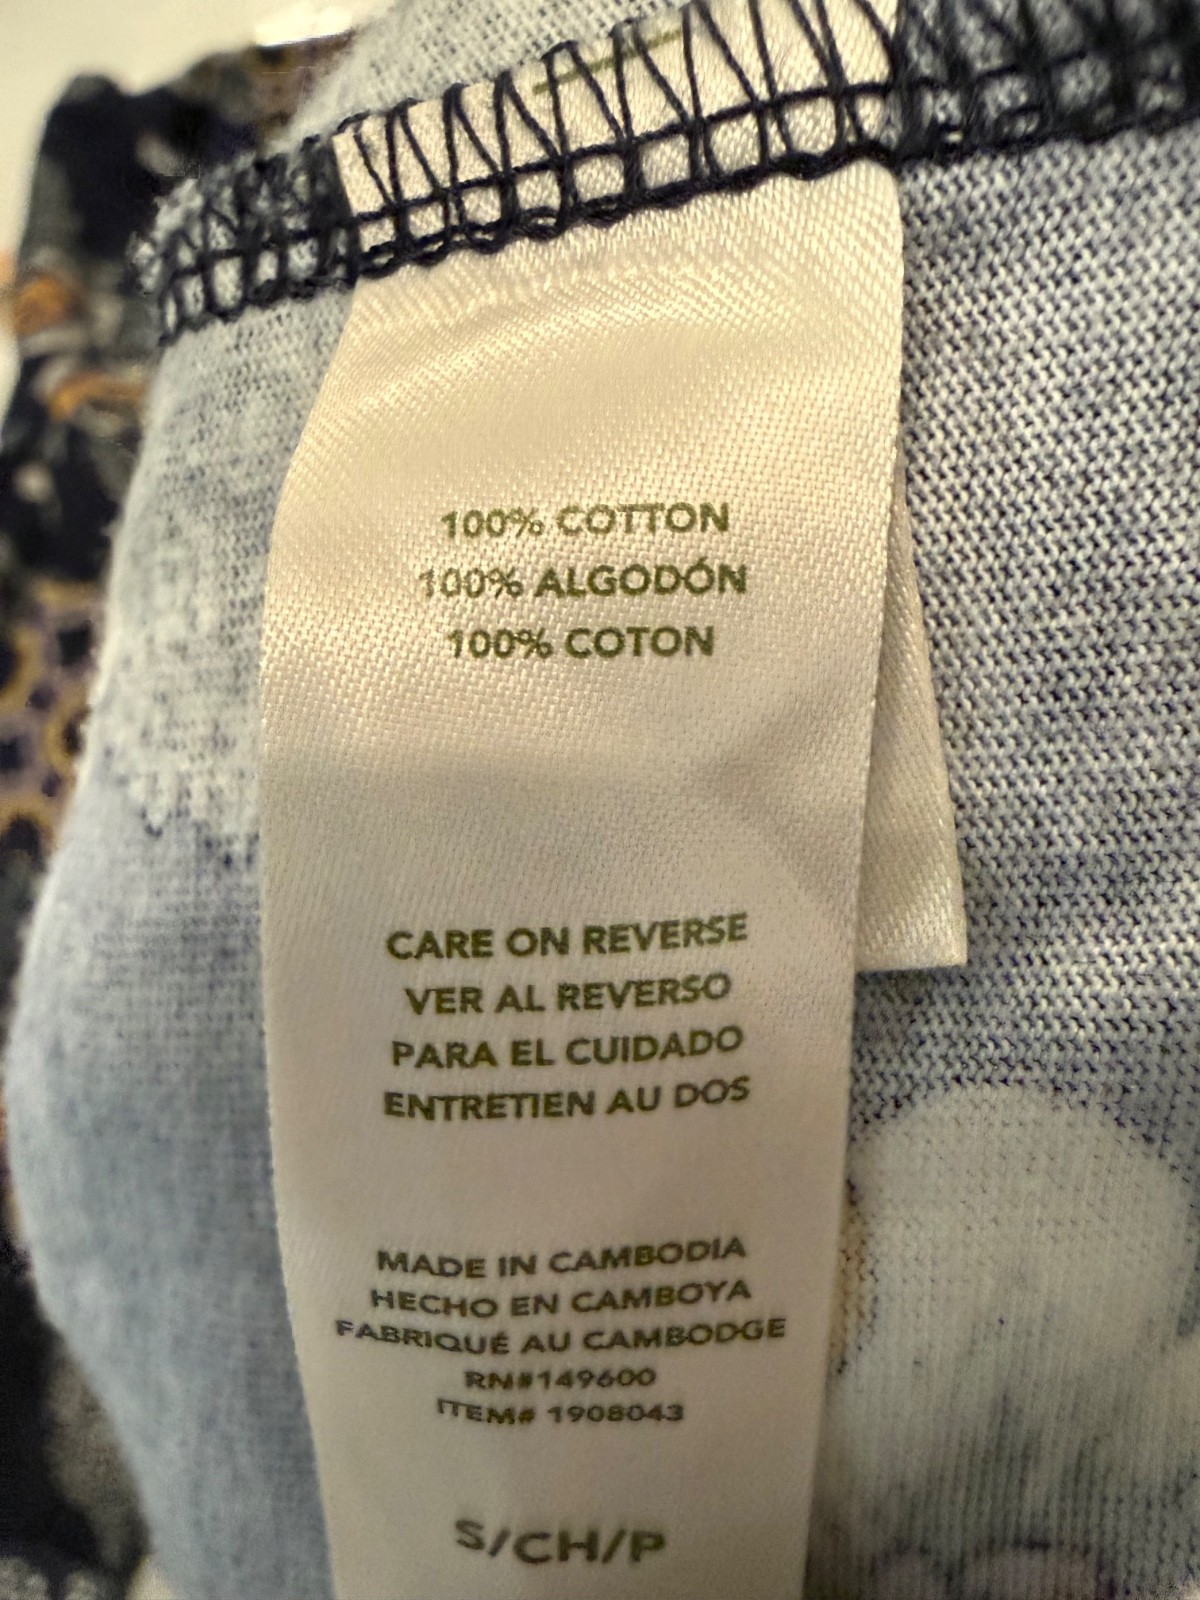 100% COTTON
100% ALGODÓN
100% COTON
CARE ON REVERSE
VER AL REVERSO
PARA EL CUIDADO
ENTRETIEN AU DOS
MADE IN CAMBODIA
HECHO EN CAMBOYA
FABRIQUÉ AU CAMBODGE
RN#149600
ITEM# 1908043
S/CH/P